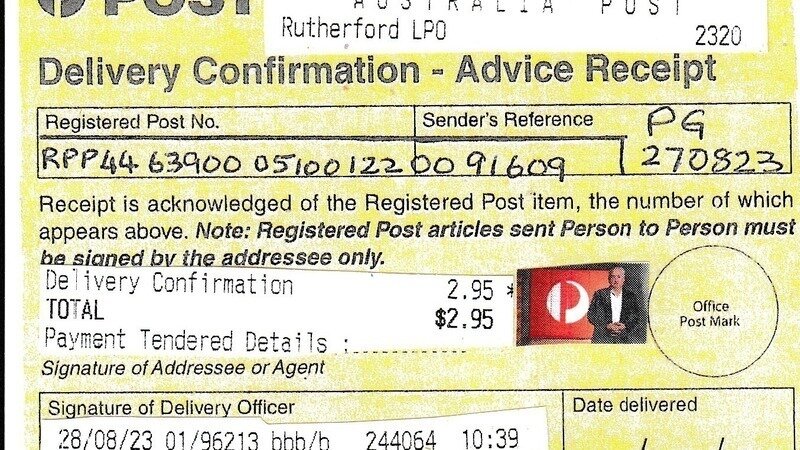 POST
AUSTRALIA POST
Rutherford LPO 2320
Delivery Confirmation - Advice Receipt
Registered Post No. Sender's Reference PG
RPP44 63900 05100122 00 91609 270823
Receipt is acknowledged of the Registered Post item, the number of which
appears above. Note: Registered Post articles sent Person to Person must
be signed by the addressee only.
Delivery Confirmation 2.95 *
TOTAL $2.95
Payment Tendered Details :
Office
Post Mark
Signature of Addressee or Agent
Signature of Delivery Officer Date delivered
28/08/23 01/96213 bbb/b 244064 10:39